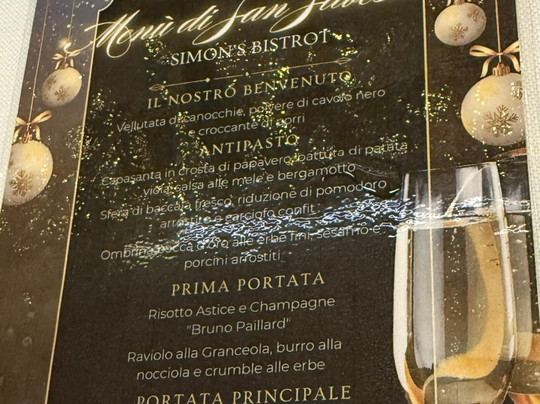 Menù di San
SIMON'S BISTROT
IL NOSTRO BENVENUTO
Vellutata di canocchie, polvere di cavolo nero
e croccante di porri
ANTIPASTO
Capasanta in crosta di papavero, battuta di patata
viola, salsa alle mele e bergamotto
Sfera di baccalà fresco, riduzione di pomodoro
arrostito e carciofo confit
Ombrina bocca d'oro alle erbe fini, sesamo e
porcini arrostiti
PRIMA PORTATA
Risotto Astice e Champagne
"Bruno Paillard"
Raviolo alla Granceola, burro alla
nocciola e crumble alle erbe
PORTATA PRINCIPALE